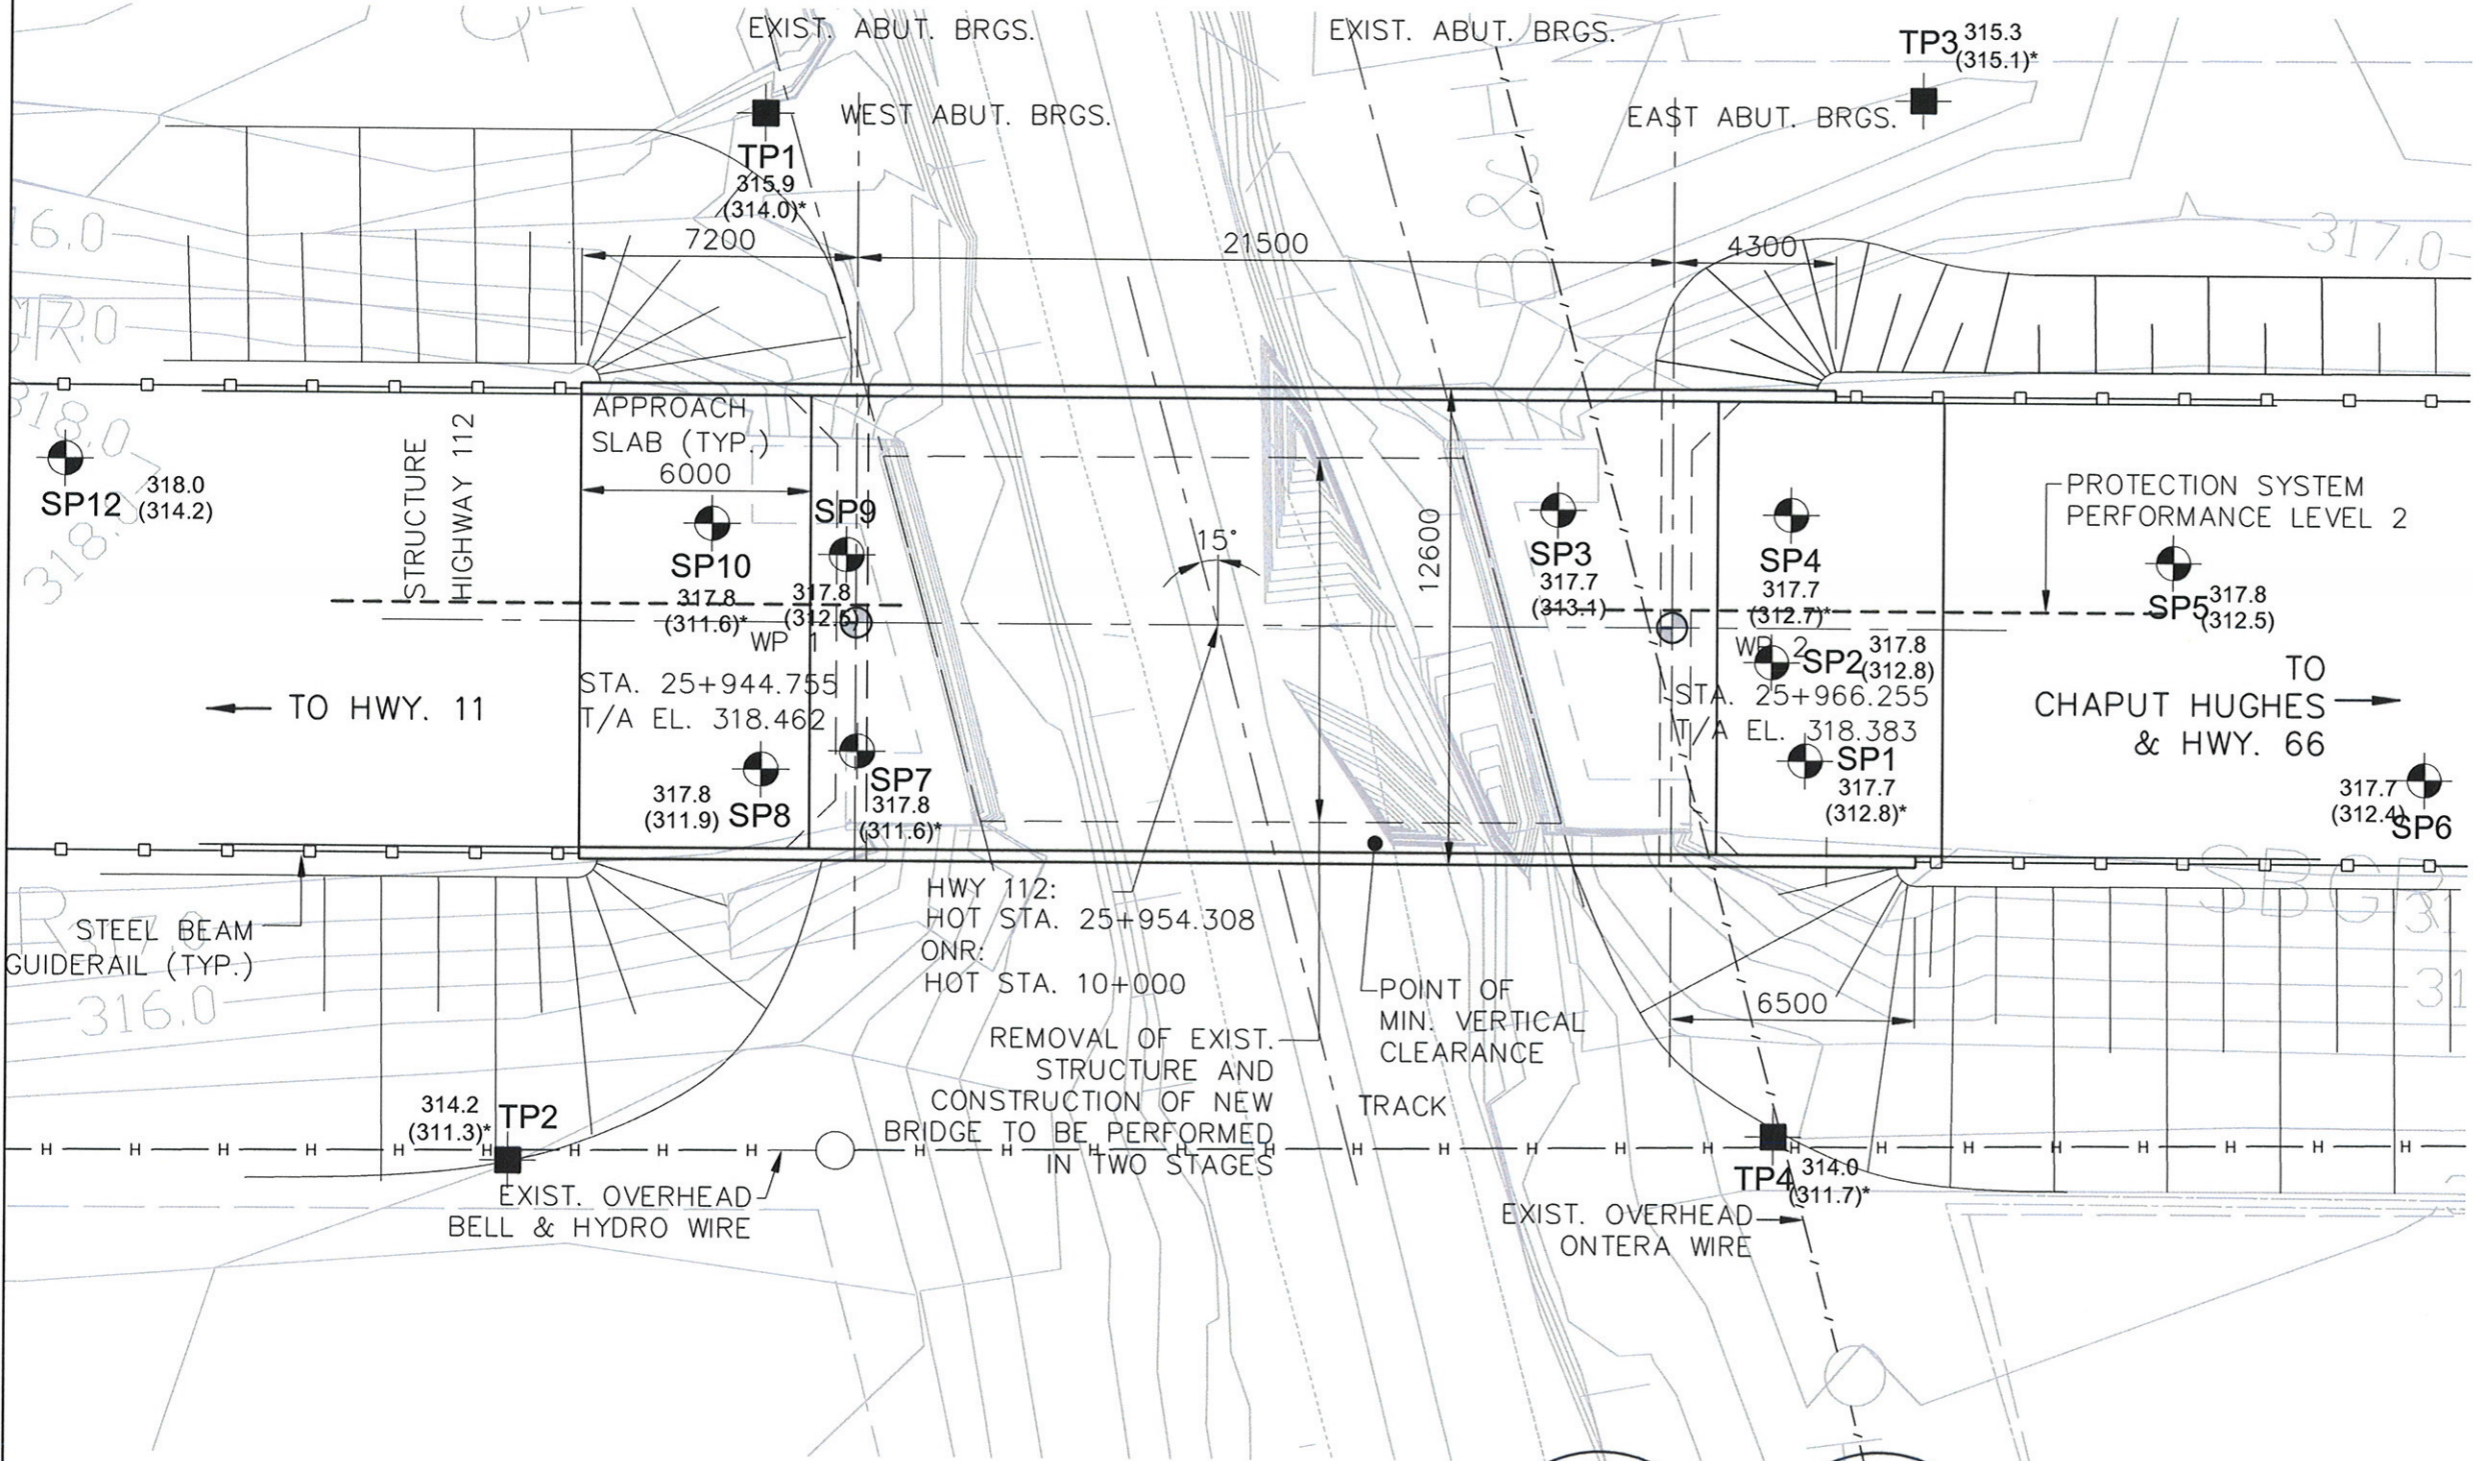 EXIST. ABUT. BRGS.
EXIST. ABUT. BRGS.
TP3
315.3
(315.1)*
WEST ABUT. BRGS.
EAST ABUT. BRGS.
TP1
315.9
(314.0)*
7200
21500
4300
16.0
317.0
B&H
318.0
APPROACH
SLAB (TYP.)
6000
STRUCTURE
HIGHWAY 112
SP12
318.0
(314.2)
SP10
317.8
(311.6)*
SP9
317.8
(312.5)
15°
12600
SP3
317.7
(313.1)
SP4
317.7
(312.7)*
PROTECTION SYSTEM
PERFORMANCE LEVEL 2
SP5
317.8
(312.5)
WP 1
STA. 25+944.755
T/A EL. 318.462
WP 2
SP2
317.8
(312.8)
STA. 25+966.255
T/A EL. 318.383
TO HWY. 11
TO
CHAPUT HUGHES
& HWY. 66
SP7
317.8
(311.6)*
317.8
(311.9)
SP8
SP1
317.7
(312.8)*
317.7
(312.4)
SP6
STEEL BEAM
GUIDERAIL (TYP.)
HWY 112:
HOT STA. 25+954.308
ONR:
HOT STA. 10+000
SBGR
316.0
REMOVAL OF EXIST.
STRUCTURE AND
CONSTRUCTION OF NEW
BRIDGE TO BE PERFORMED
IN TWO STAGES
POINT OF
MIN. VERTICAL
CLEARANCE
6500
TRACK
314.2
(311.3)*
TP2
H H H H H H H H H H H H H H H H H H H H H H H H H H H
TP4
314.0
(311.7)*
EXIST. OVERHEAD
BELL & HYDRO WIRE
EXIST. OVERHEAD
ONTERA WIRE